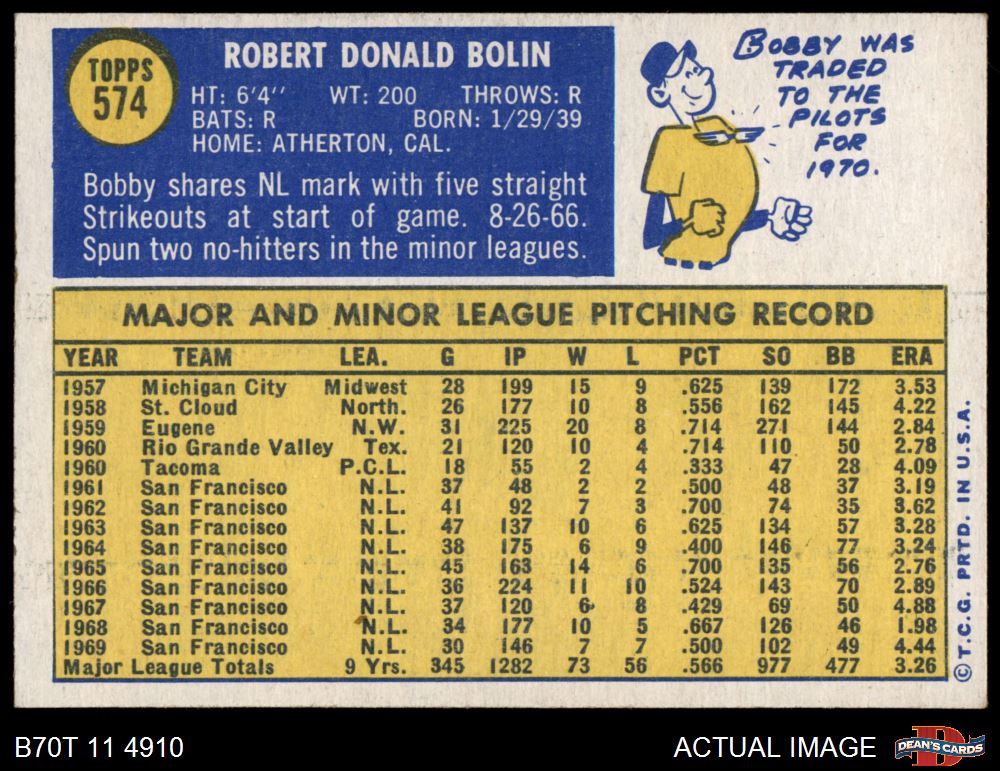 TOPPS
574
ROBERT DONALD BOLIN
HT: 6'4" WT: 200 THROWS: R
BATS: R BORN: 1/29/39
HOME: ATHERTON, CAL.
Bobby shares NL mark with five straight
Strikeouts at start of game. 8-26-66.
Spun two no-hitters in the minor leagues.
BOBBY WAS
TRADED
TO THE
PILOTS
FOR
1970.
MAJOR AND MINOR LEAGUE PITCHING RECORD
YEAR TEAM LEA. G IP W L PCT SO BB ERA
1957 Michigan City Midwest 28 199 15 9 .625 139 172 3.53
1958 St. Cloud North. 26 177 10 8 .556 162 145 4.22
1959 Eugene N.W. 31 225 20 8 .714 271 144 2.84
1960 Rio Grande Valley Tex. 21 120 10 4 .714 110 50 2.78
1960 Tacoma P.C.L. 18 55 2 4 .333 47 28 4.09
1961 San Francisco N.L. 37 48 2 2 .500 48 37 3.19
1962 San Francisco N.L. 41 92 7 3 .700 74 35 3.62
1963 San Francisco N.L. 47 137 10 6 .625 134 57 3.28
1964 San Francisco N.L. 38 175 6 9 .400 146 77 3.24
1965 San Francisco N.L. 45 163 14 6 .700 135 56 2.76
1966 San Francisco N.L. 36 224 11 10 .524 143 70 2.89
1967 San Francisco N.L. 37 120 6 8 .429 69 50 4.88
1968 San Francisco N.L. 34 177 10 5 .667 126 46 1.98
1969 San Francisco N.L. 30 146 7 7 .500 102 49 4.44
Major League Totals 9 Yrs. 345 1282 73 56 .566 977 477 3.26
© T.C.G. PRTD. IN U.S.A.
B70T 11 4910
ACTUAL IMAGE
DEAN'S CARDS